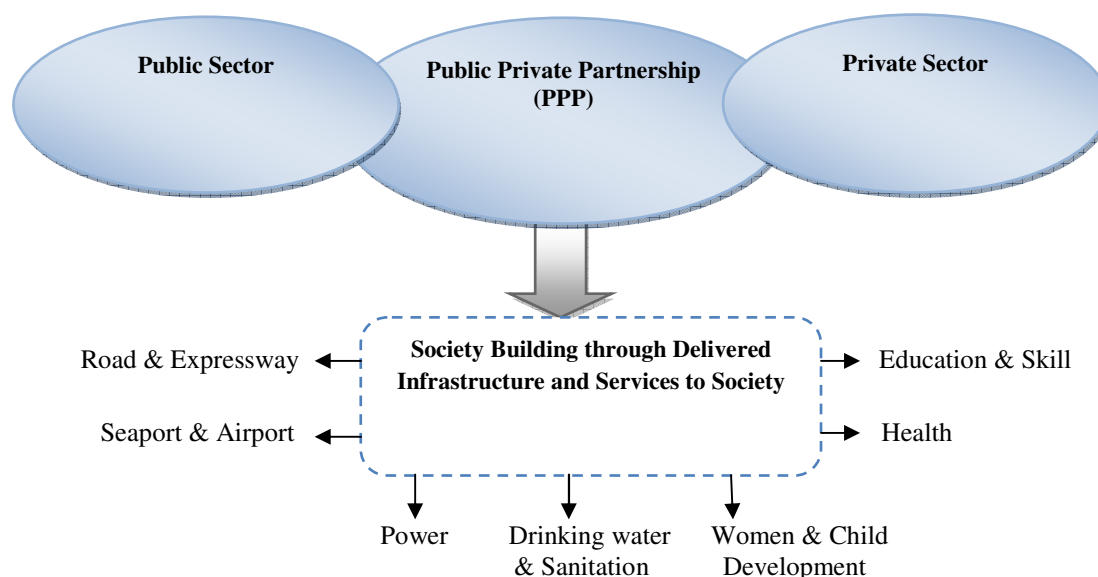 Public Sector
Public Private Partnership
(PPP)
Private Sector
Society Building through Delivered
Infrastructure and Services to Society
Road & Expressway
Education & Skill
Seaport & Airport
Health
Power
Drinking water
& Sanitation
Women & Child
Development